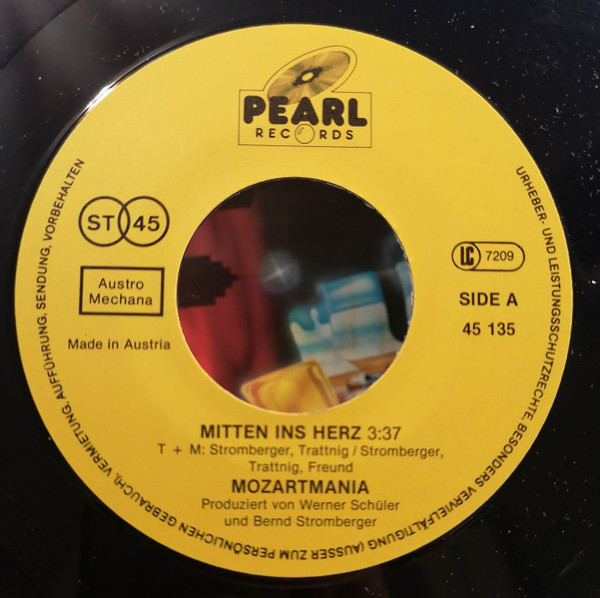 PEARL
RECORDS
ST 45
Austro
Mechana
Made in Austria
LC 7209
SIDE A
45 135
MITTEN INS HERZ 3:37
T + M: Stromberger, Trattnig / Stromberger,
Trattnig, Freund
MOZARTMANIA
Produziert von Werner Schüler
und Bernd Stromberger
URHEBER- UND LEISTUNGSSCHUTZRECHTE, BESONDERS VERVIELFÄLTIGUNG (AUSSER ZUM PERSÖNLICHEN GEBRAUCH), VERMIETUNG, AUFFÜHRUNG, SENDUNG, VORBEHALTEN